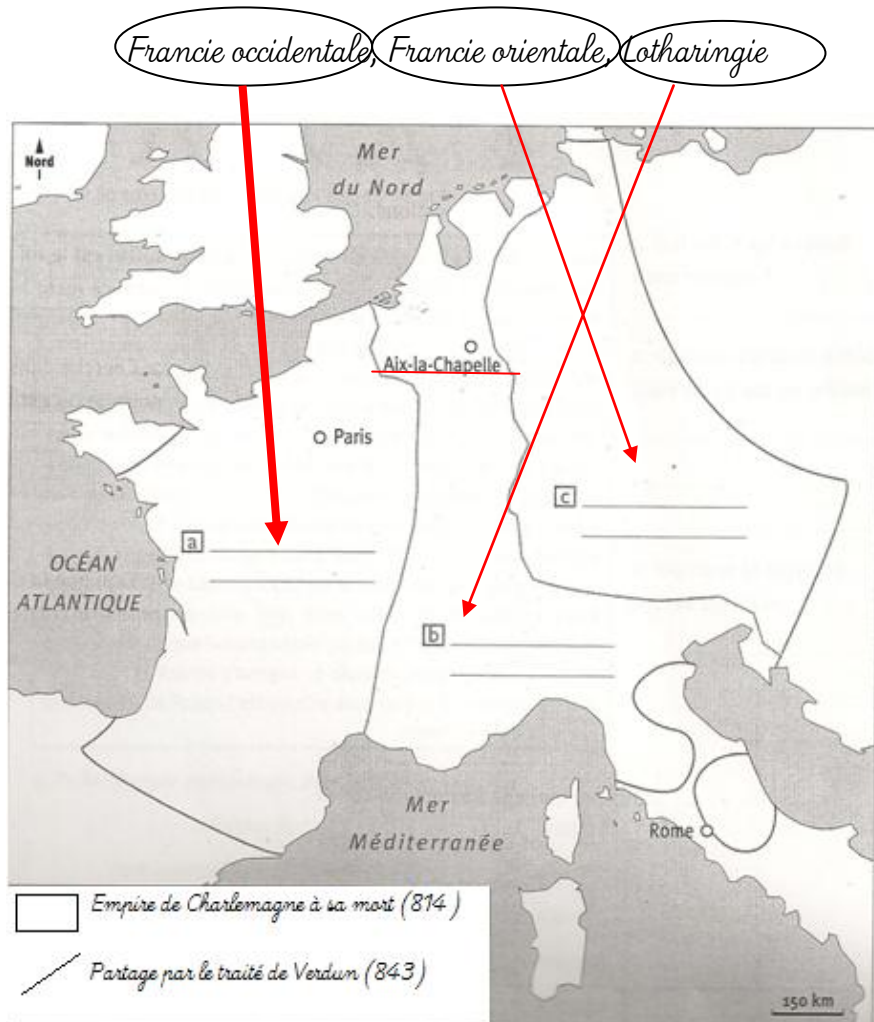 Francie occidentale, Francie orientale, Lotharingie
Nord
Mer
du Nord
Aix-la-Chapelle
Paris
c
a
OCÉAN
ATLANTIQUE
b
Mer
Méditerranée
Rome
Empire de Charlemagne à sa mort (814)
Partage par le traité de Verdun (843)
150 km